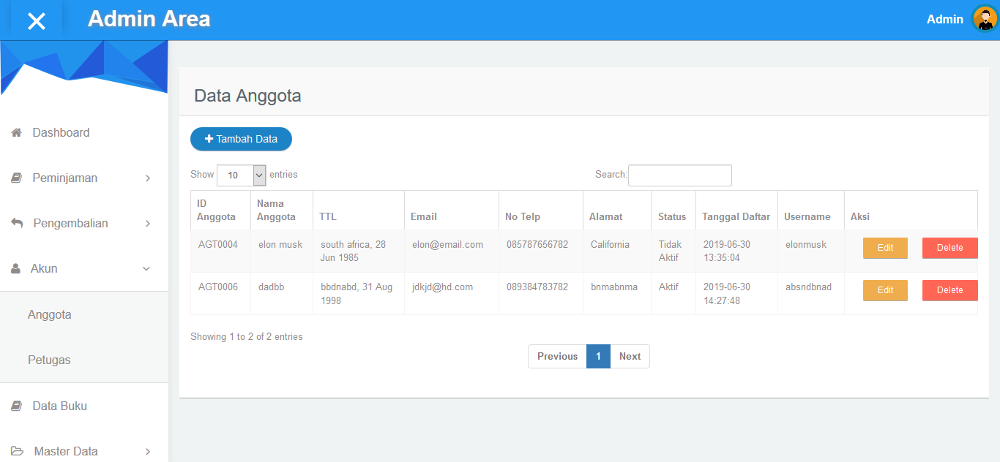 Admin Area
Admin
Dashboard
Peminjaman
Pengembalian
Akun
Anggota
Petugas
Data Buku
Master Data
Data Anggota
Tambah Data
Show 10 entries
Search:
ID Anggota Nama Anggota TTL Email No Telp Alamat Status Tanggal Daftar Username Aksi
AGT0004 elon musk south africa, 28 Jun 1985 elon@email.com 085787656782 California Tidak Aktif 2019-06-30 13:35:04 elonmusk Edit Delete
AGT0006 dadbb bbdnabd, 31 Aug 1998 jdkjd@hd.com 089384783782 bnmabnma Aktif 2019-06-30 14:27:48 absndbnad Edit Delete
Showing 1 to 2 of 2 entries
Previous 1 Next